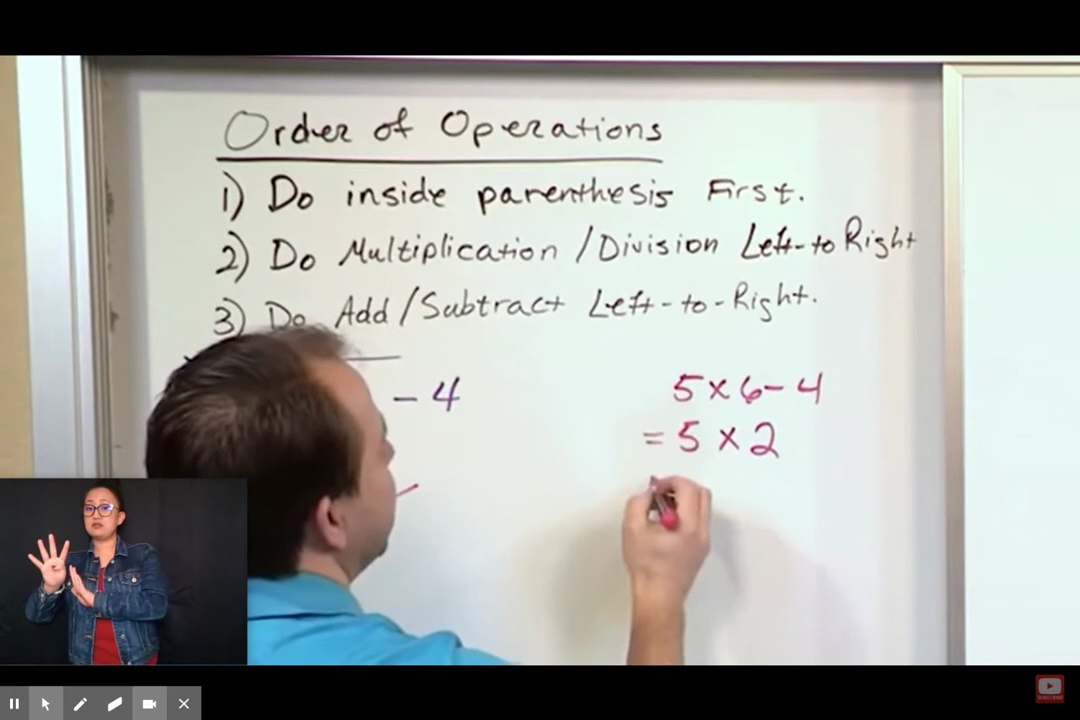 Order of Operations
1) Do inside parenthesis First.
2) Do Multiplication / Division Left-to Right
3) Do Add/Subtract Left-to-Right.
- 4
5 x 6 - 4
= 5 x 2
SUBSCRIBE